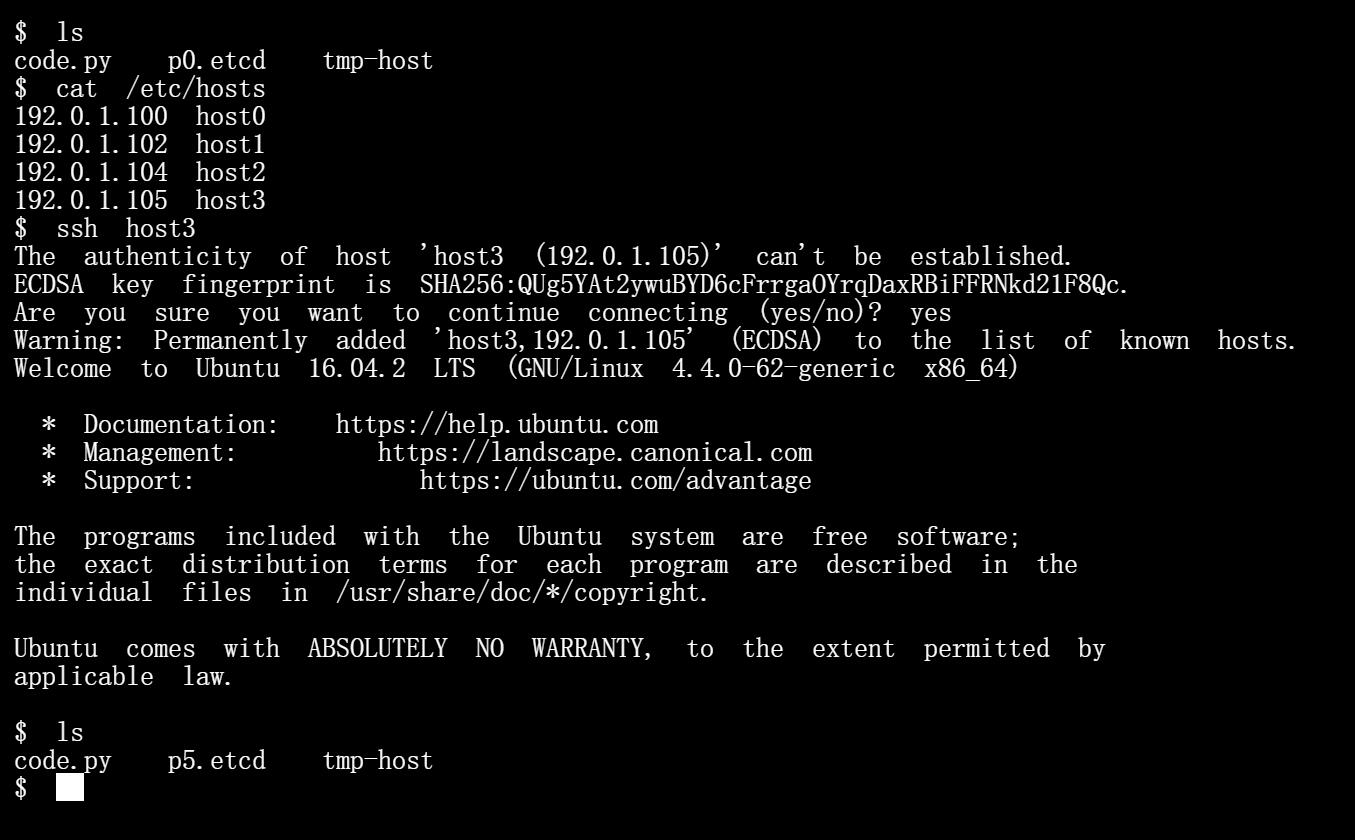 $ ls
code.py p0.etcd tmp-host
$ cat /etc/hosts
192.0.1.100 host0
192.0.1.102 host1
192.0.1.104 host2
192.0.1.105 host3
$ ssh host3
The authenticity of host 'host3 (192.0.1.105)' can't be established.
ECDSA key fingerprint is SHA256:QUg5YAt2ywuBYD6cFrrgaOYrqDaxRBiFFRNkd21F8Qc.
Are you sure you want to continue connecting (yes/no)? yes
Warning: Permanently added 'host3,192.0.1.105' (ECDSA) to the list of known hosts.
Welcome to Ubuntu 16.04.2 LTS (GNU/Linux 4.4.0-62-generic x86_64)
* Documentation: https://help.ubuntu.com
* Management: https://landscape.canonical.com
* Support: https://ubuntu.com/advantage
The programs included with the Ubuntu system are free software;
the exact distribution terms for each program are described in the
individual files in /usr/share/doc/*/copyright.
Ubuntu comes with ABSOLUTELY NO WARRANTY, to the extent permitted by
applicable law.
$ ls
code.py p5.etcd tmp-host
$